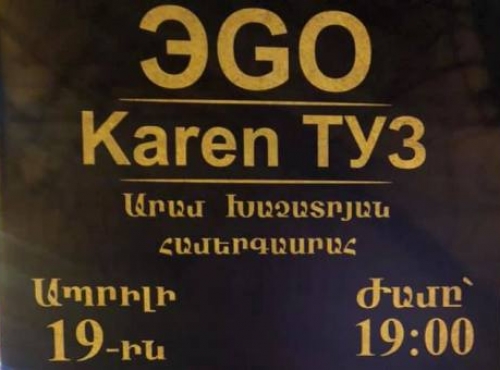 ЭGO
Karen ТУЗ
Արամ Խաչատրյան
համերգասրահ
Ապրիլի
19-ին
Ժամը՝
19:00